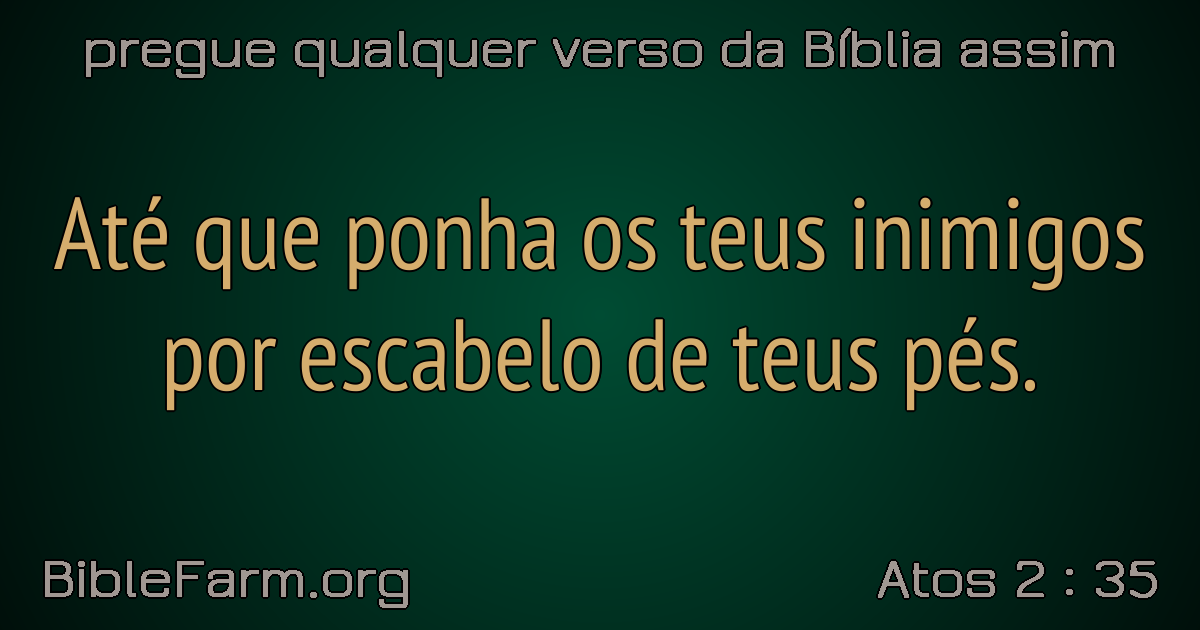 pregue qualquer verso da Bíblia assim
Até que ponha os teus inimigos
por escabelo de teus pés.
BibleFarm.org
Atos 2 : 35